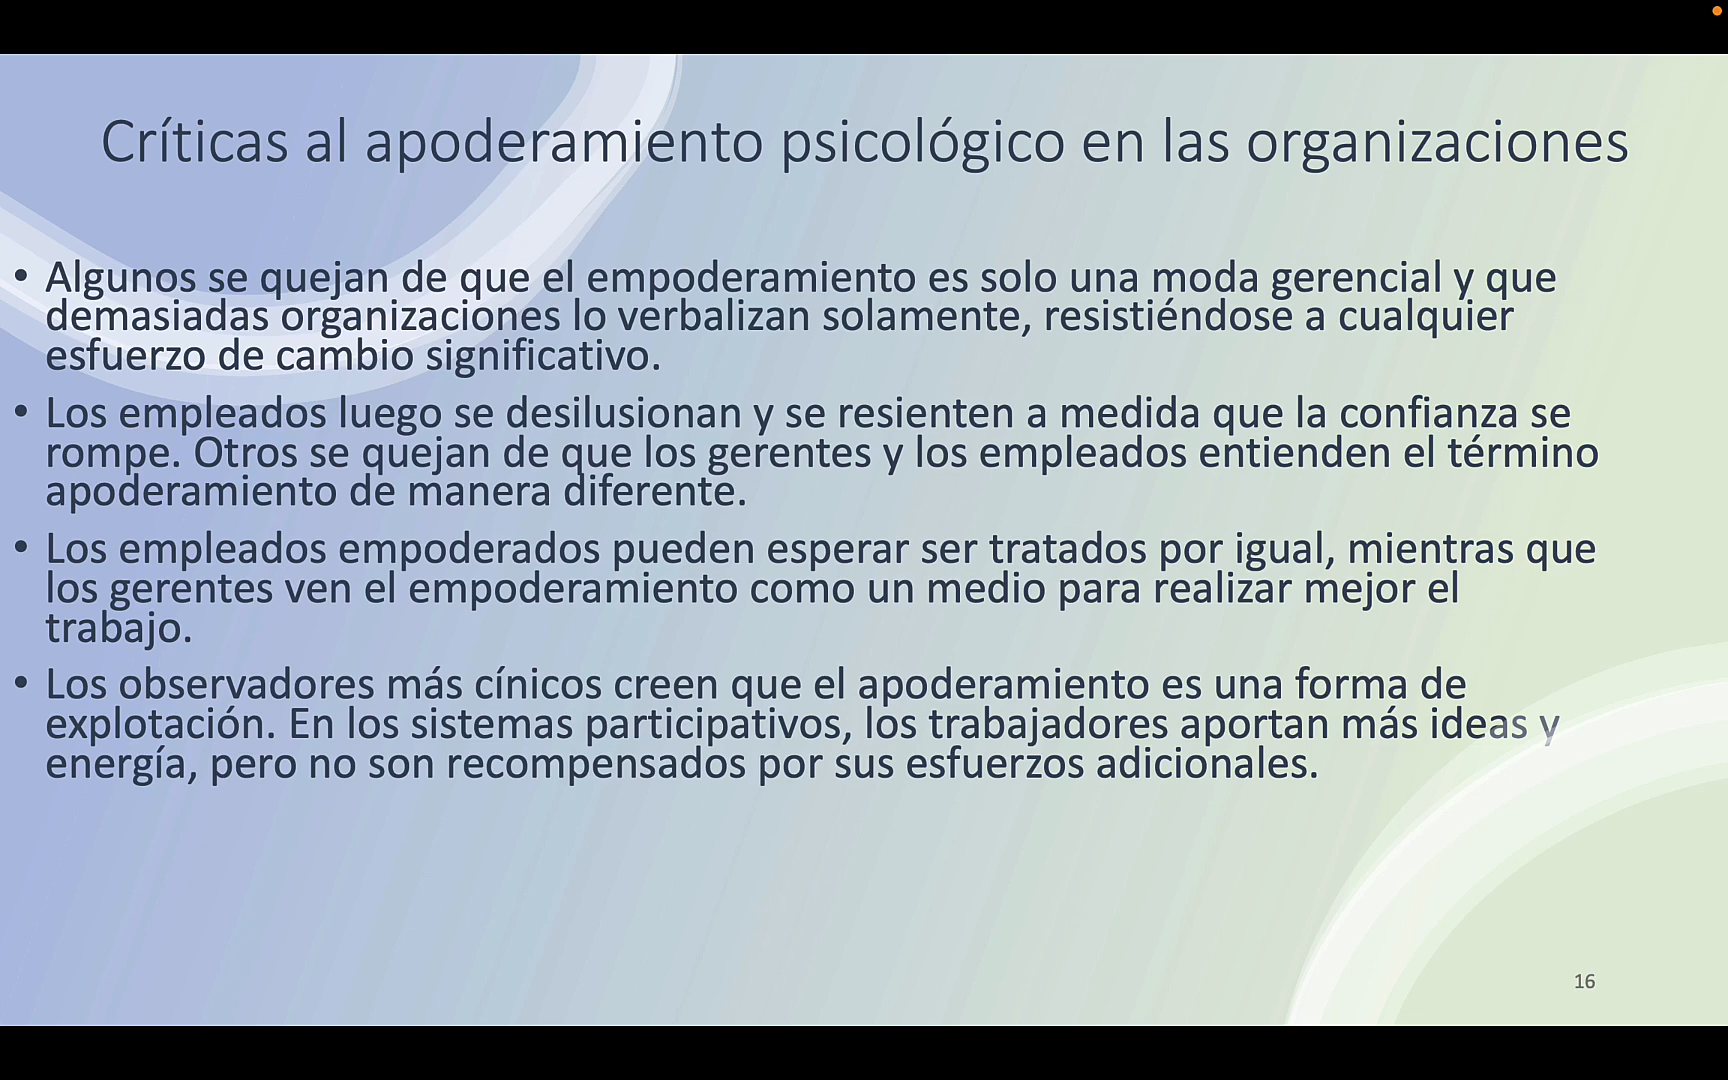 Críticas al apoderamiento psicológico en las organizaciones
• Algunos se quejan de que el empoderamiento es solo una moda gerencial y que
demasiadas organizaciones lo verbalizan solamente, resistiéndose a cualquier
esfuerzo de cambio significativo.
• Los empleados luego se desilusionan y se resienten a medida que la confianza se
rompe. Otros se quejan de que los gerentes y los empleados entienden el término
apoderamiento de manera diferente.
• Los empleados empoderados pueden esperar ser tratados por igual, mientras que
los gerentes ven el empoderamiento como un medio para realizar mejor el
trabajo.
• Los observadores más cínicos creen que el apoderamiento es una forma de
explotación. En los sistemas participativos, los trabajadores aportan más ideas y
energía, pero no son recompensados por sus esfuerzos adicionales.
16